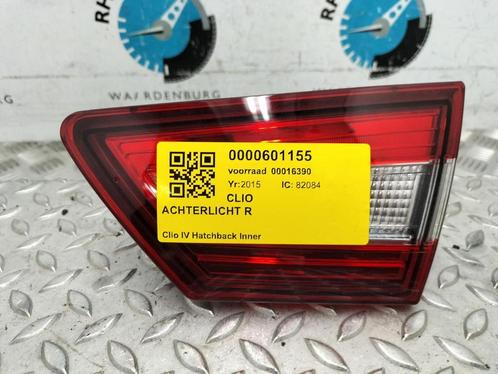 WAARDENBURG
0000601155
voorraad 00016390
Yr:2015 IC: 82084
CLIO
ACHTERLICHT R
Clio IV Hatchback Inner